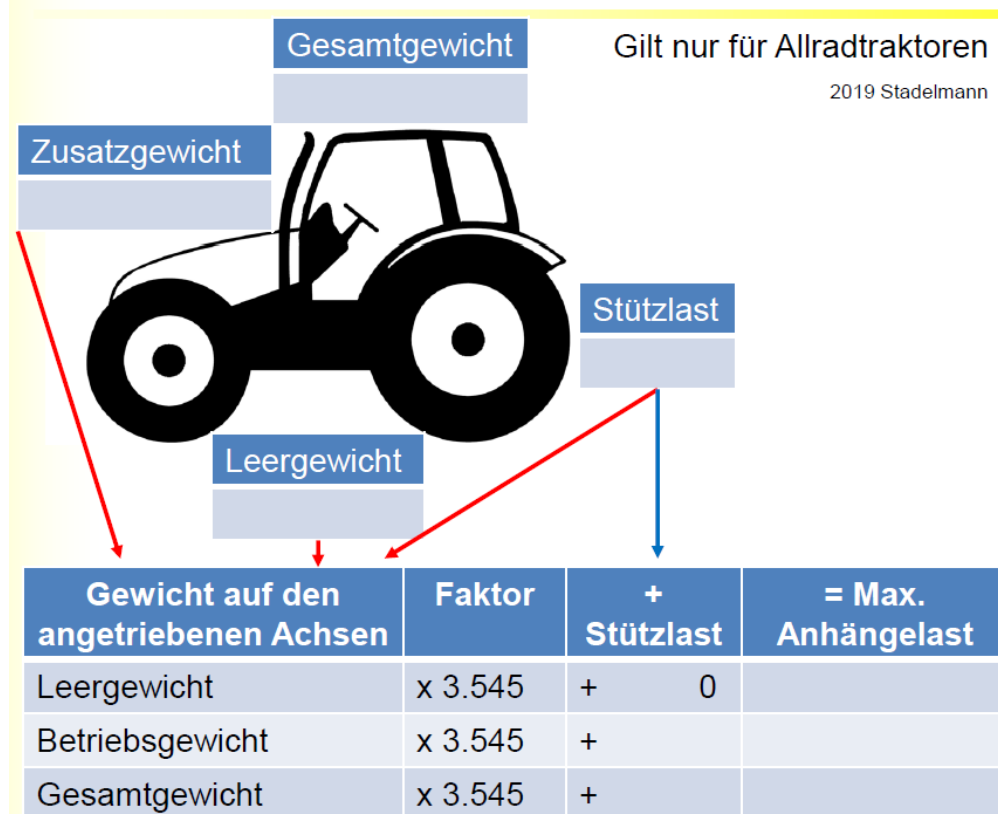 Gesamtgewicht
Gilt nur für Allradtraktoren
2019 Stadelmann
Zusatzgewicht
Stützlast
Leergewicht
Gewicht auf den angetriebenen Achsen Faktor + Stützlast = Max. Anhängelast
Leergewicht x 3.545 + 0
Betriebsgewicht x 3.545 +
Gesamtgewicht x 3.545 +